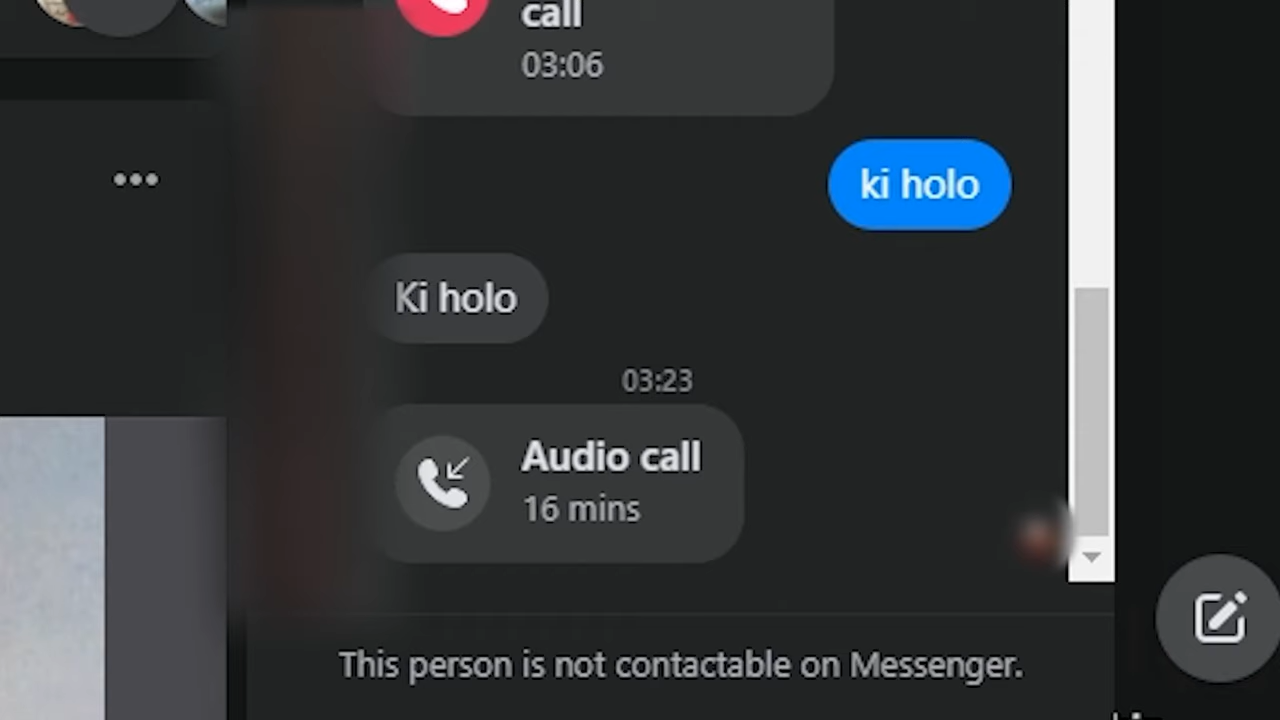 call
03:06
ki holo
Ki holo
03:23
Audio call
16 mins
This person is not contactable on Messenger.